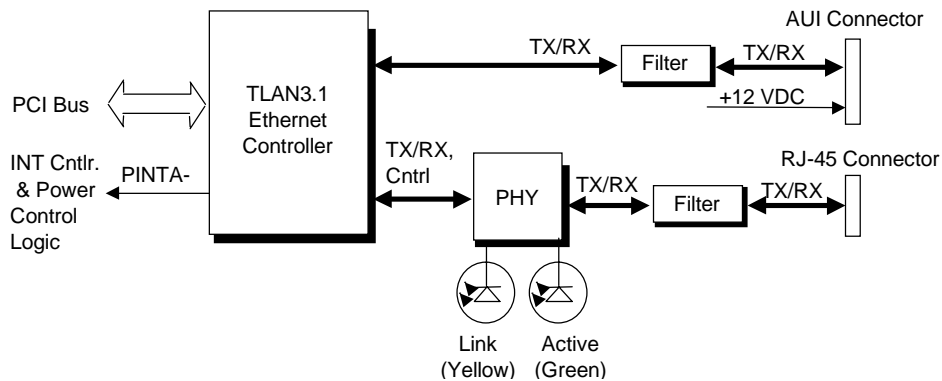 AUI Connector
TX/RX
Filter
TX/RX
+12 VDC
PCI Bus
TLAN3.1
Ethernet
Controller
INT Cntlr.
& Power
Control
Logic
PINTA-
TX/RX,
Cntrl
PHY
TX/RX
Filter
TX/RX
RJ-45 Connector
Link
(Yellow)
Active
(Green)